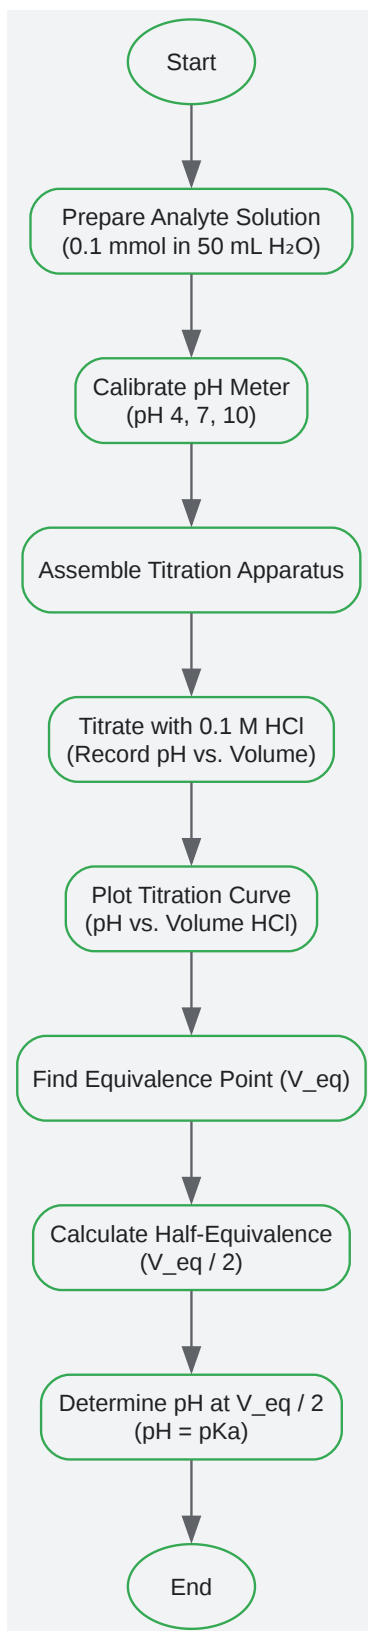 Start
Prepare Analyte Solution
(0.1 mmol in 50 mL H₂O)
Calibrate pH Meter
(pH 4, 7, 10)
Assemble Titration Apparatus
Titrate with 0.1 M HCl
(Record pH vs. Volume)
Plot Titration Curve
(pH vs. Volume HCl)
Find Equivalence Point (V_eq)
Calculate Half-Equivalence
(V_eq / 2)
Determine pH at V_eq / 2
(pH = pKa)
End